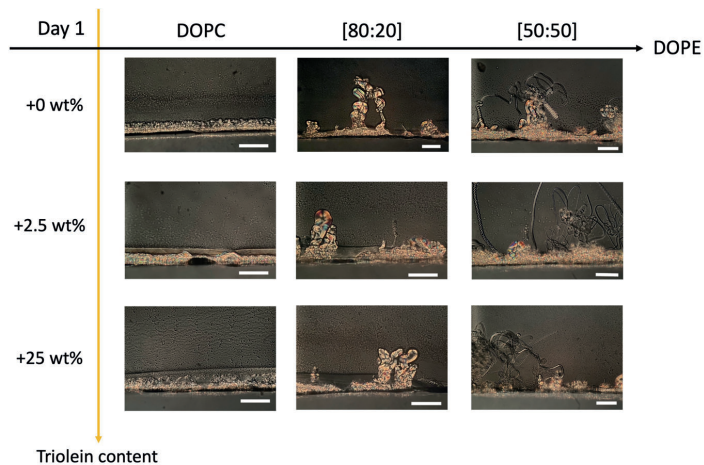 Day 1
DOPC
[80:20]
[50:50]
DOPE
+0 wt%
+2.5 wt%
+25 wt%
Triolein content